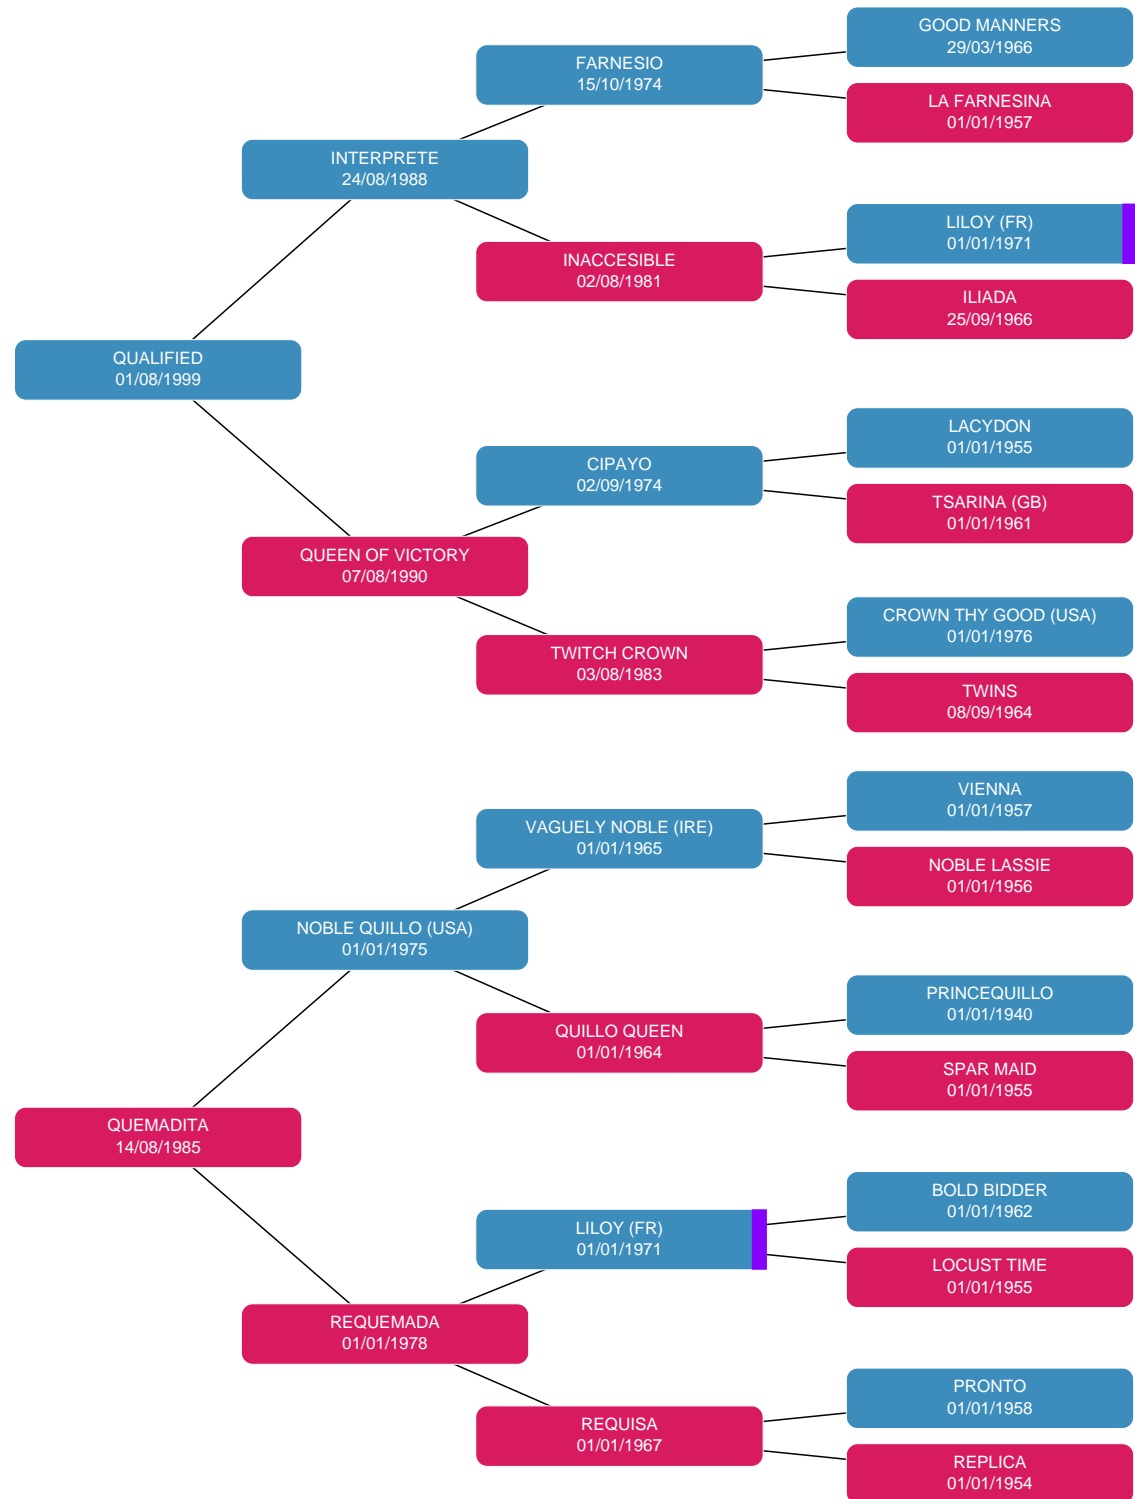 GOOD MANNERS
29/03/1966
FARNESIO
15/10/1974
LA FARNESINA
01/01/1957
INTERPRETE
24/08/1988
LILOY (FR)
01/01/1971
INACCESIBLE
02/08/1981
ILIADA
25/09/1966
QUALIFIED
01/08/1999
LACYDON
01/01/1955
CIPAYO
02/09/1974
TSARINA (GB)
01/01/1961
QUEEN OF VICTORY
07/08/1990
CROWN THY GOOD (USA)
01/01/1976
TWITCH CROWN
03/08/1983
TWINS
08/09/1964
VIENNA
01/01/1957
VAGUELY NOBLE (IRE)
01/01/1965
NOBLE LASSIE
01/01/1956
NOBLE QUILLO (USA)
01/01/1975
PRINCEQUILLO
01/01/1940
QUILLO QUEEN
01/01/1964
SPAR MAID
01/01/1955
QUEMADITA
14/08/1985
BOLD BIDDER
01/01/1962
LILOY (FR)
01/01/1971
LOCUST TIME
01/01/1955
REQUEMADA
01/01/1978
PRONTO
01/01/1958
REQUISA
01/01/1967
REPLICA
01/01/1954